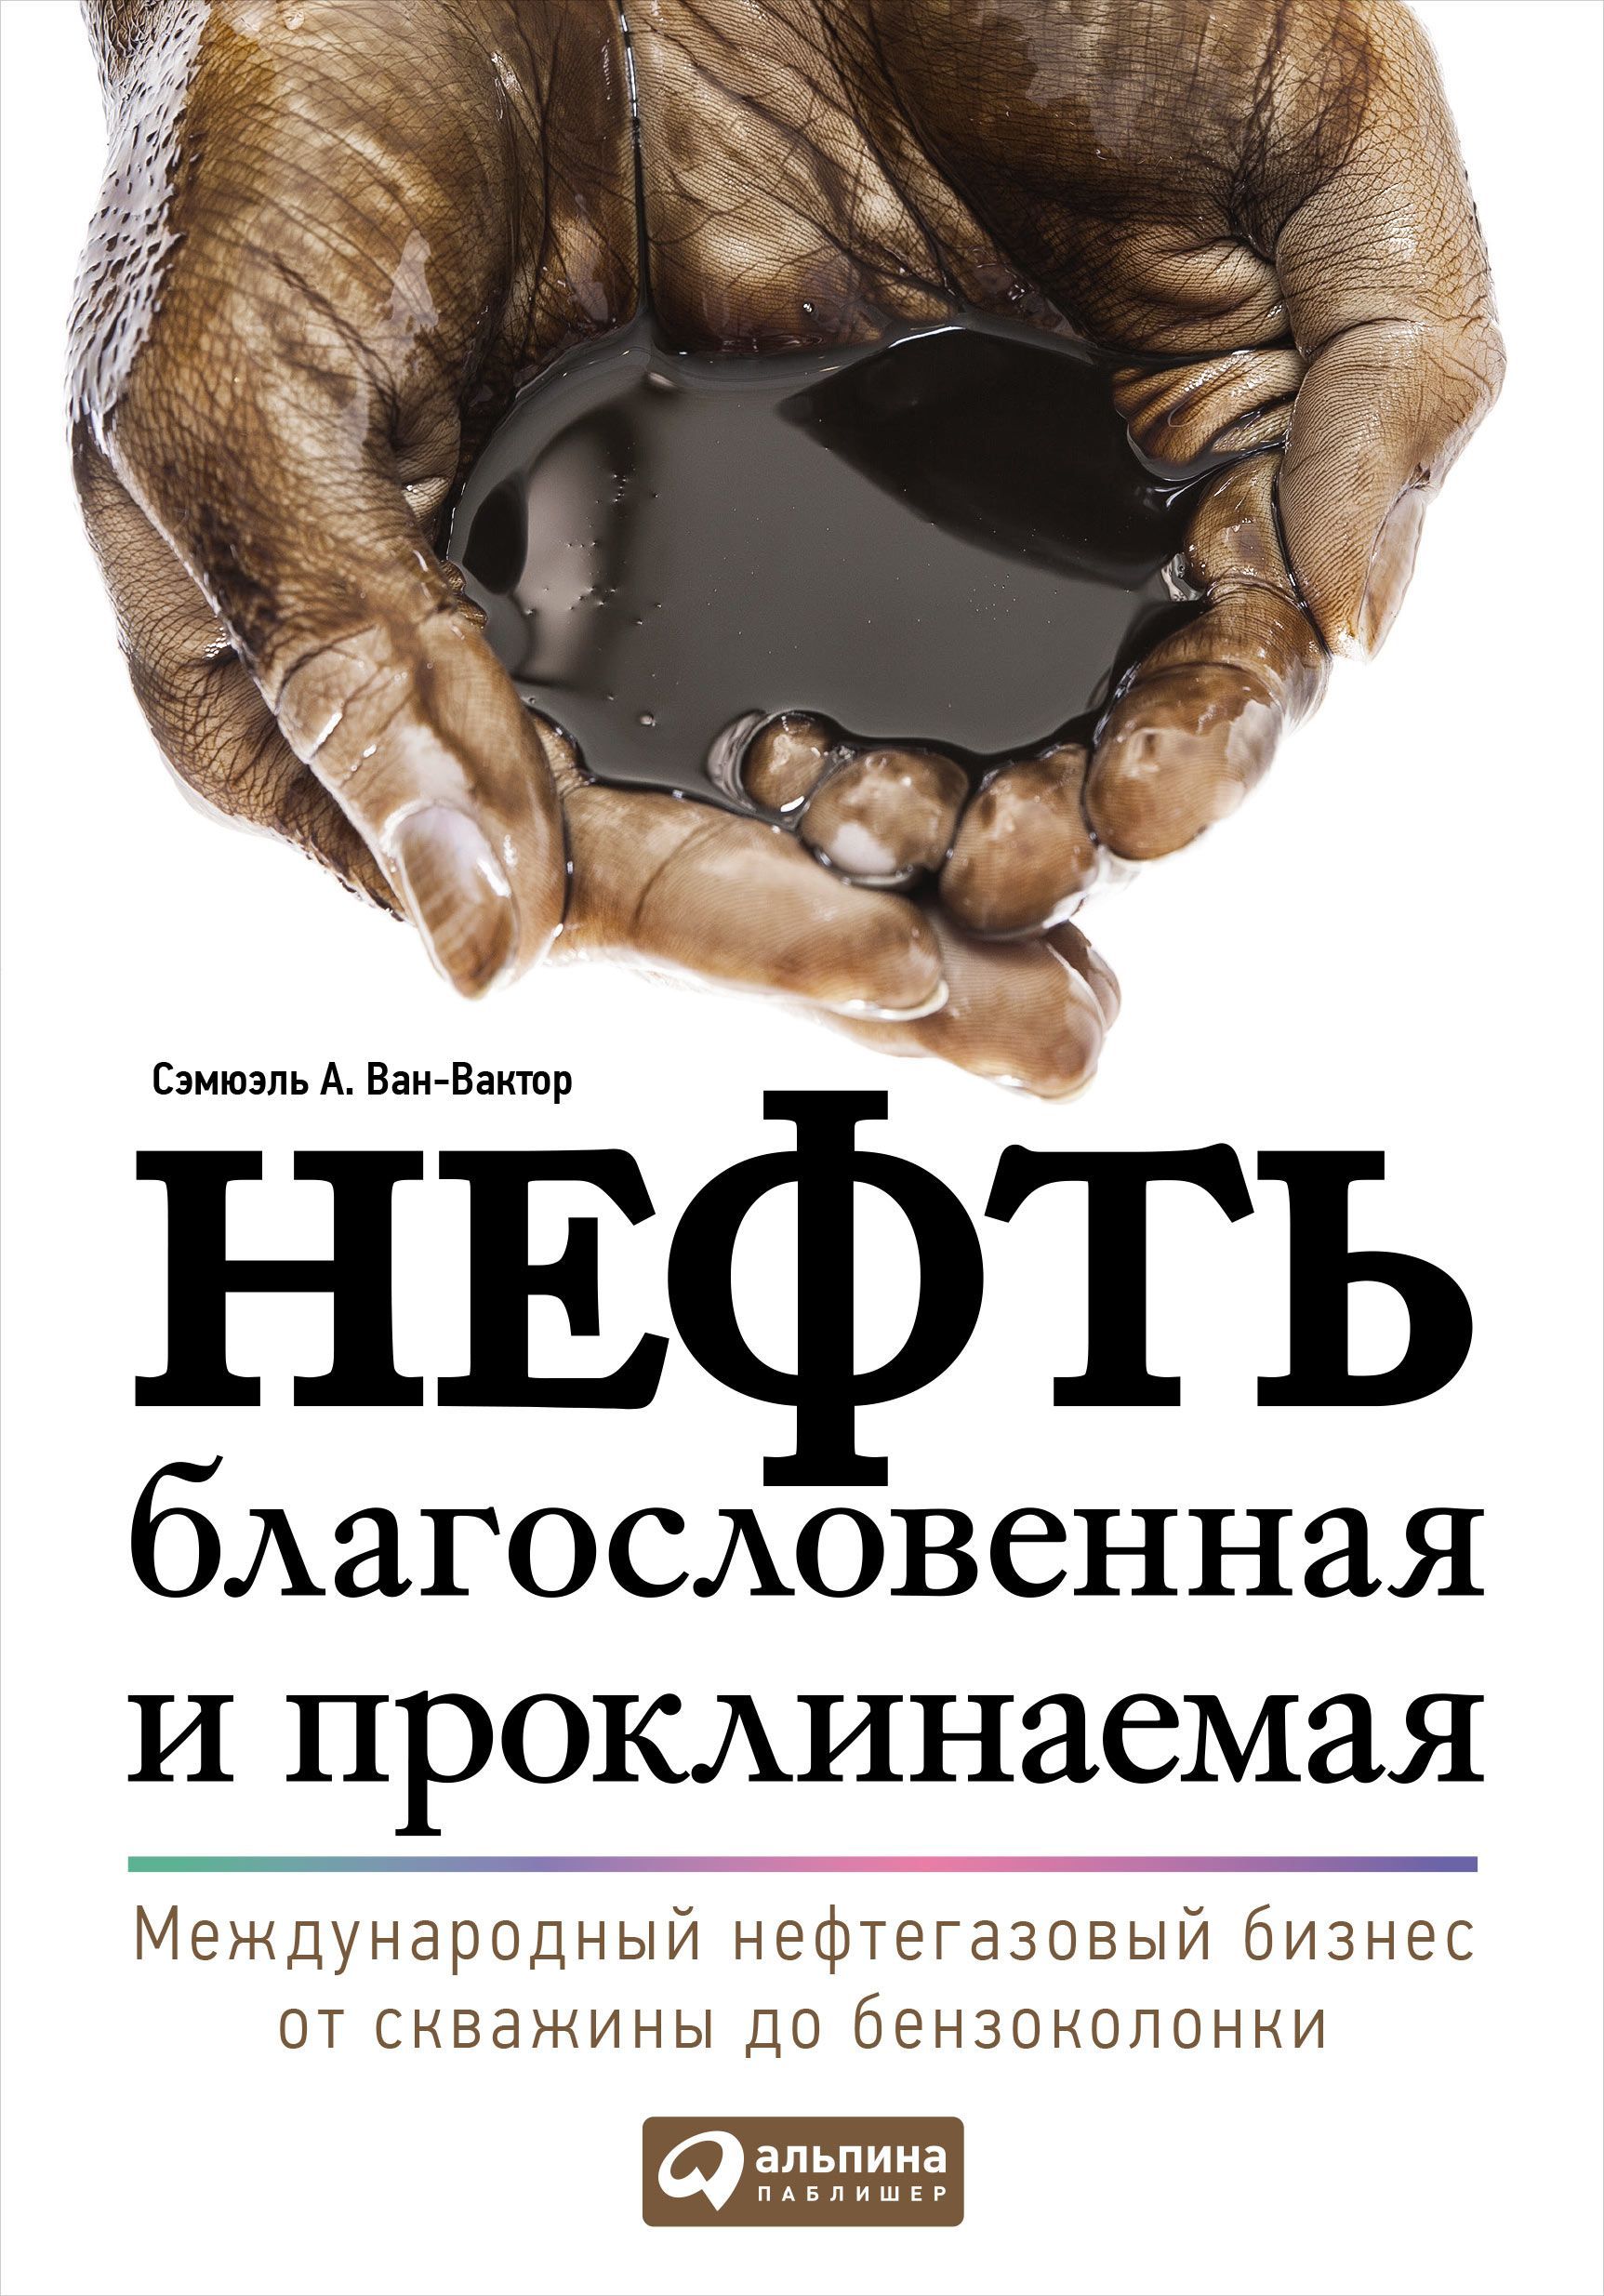 Сэмюэль А. Ван-Вактор
НЕФТЬ
благословенная
и проклинаемая
Международный нефтегазовый бизнес
от скважины до бензоколонки
альпина
ПАБЛИШЕР